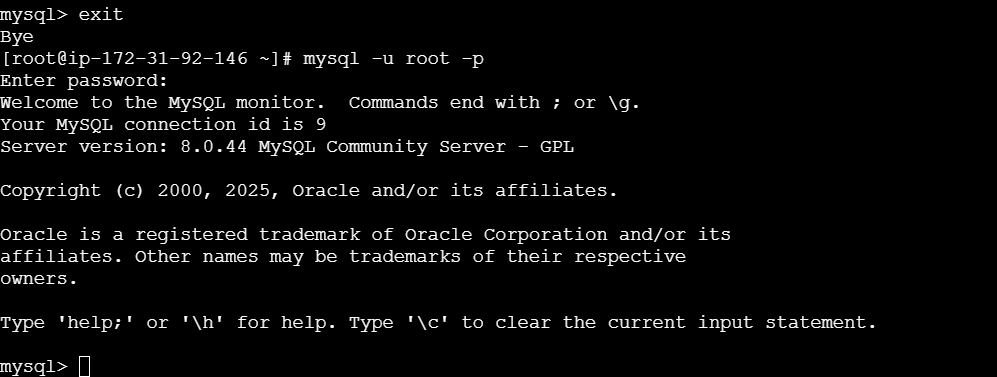 mysql> exit
Bye
[root@ip-172-31-92-146 ~]# mysql -u root -p
Enter password:
Welcome to the MySQL monitor.  Commands end with ; or \g.
Your MySQL connection id is 9
Server version: 8.0.44 MySQL Community Server - GPL
Copyright (c) 2000, 2025, Oracle and/or its affiliates.
Oracle is a registered trademark of Oracle Corporation and/or its
affiliates. Other names may be trademarks of their respective
owners.
Type 'help;' or '\h' for help. Type '\c' to clear the current input statement.
mysql>